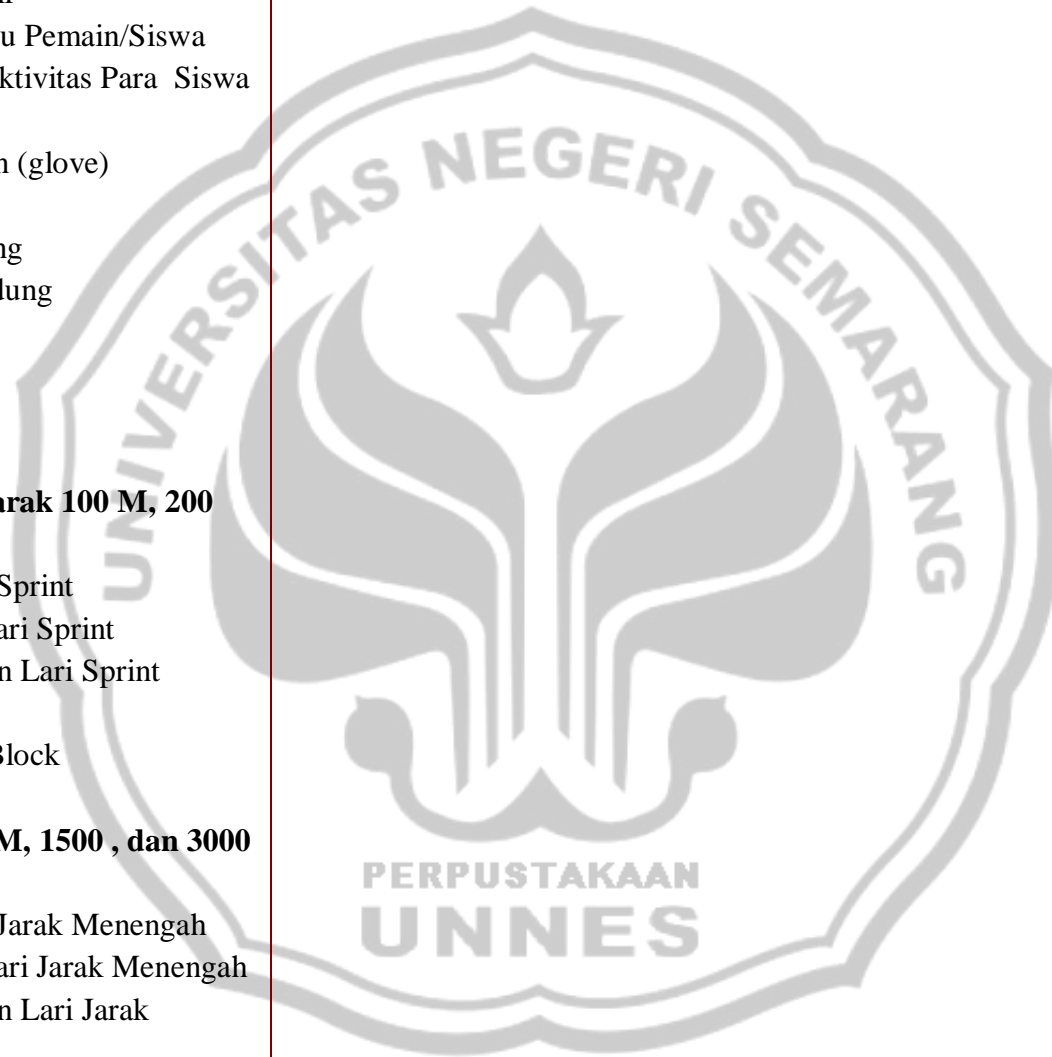 u Pemain/Siswa
ktivitas Para Siswa
n (glove)
ng
dung
arak 100 M, 200
Sprint
ari Sprint
n Lari Sprint
Block
M, 1500 , dan 3000
Jarak Menengah
ari Jarak Menengah
n Lari Jarak
UNIVERSITAS NEGERI SEMARANG
PERPUSTAKAAN
UNNES